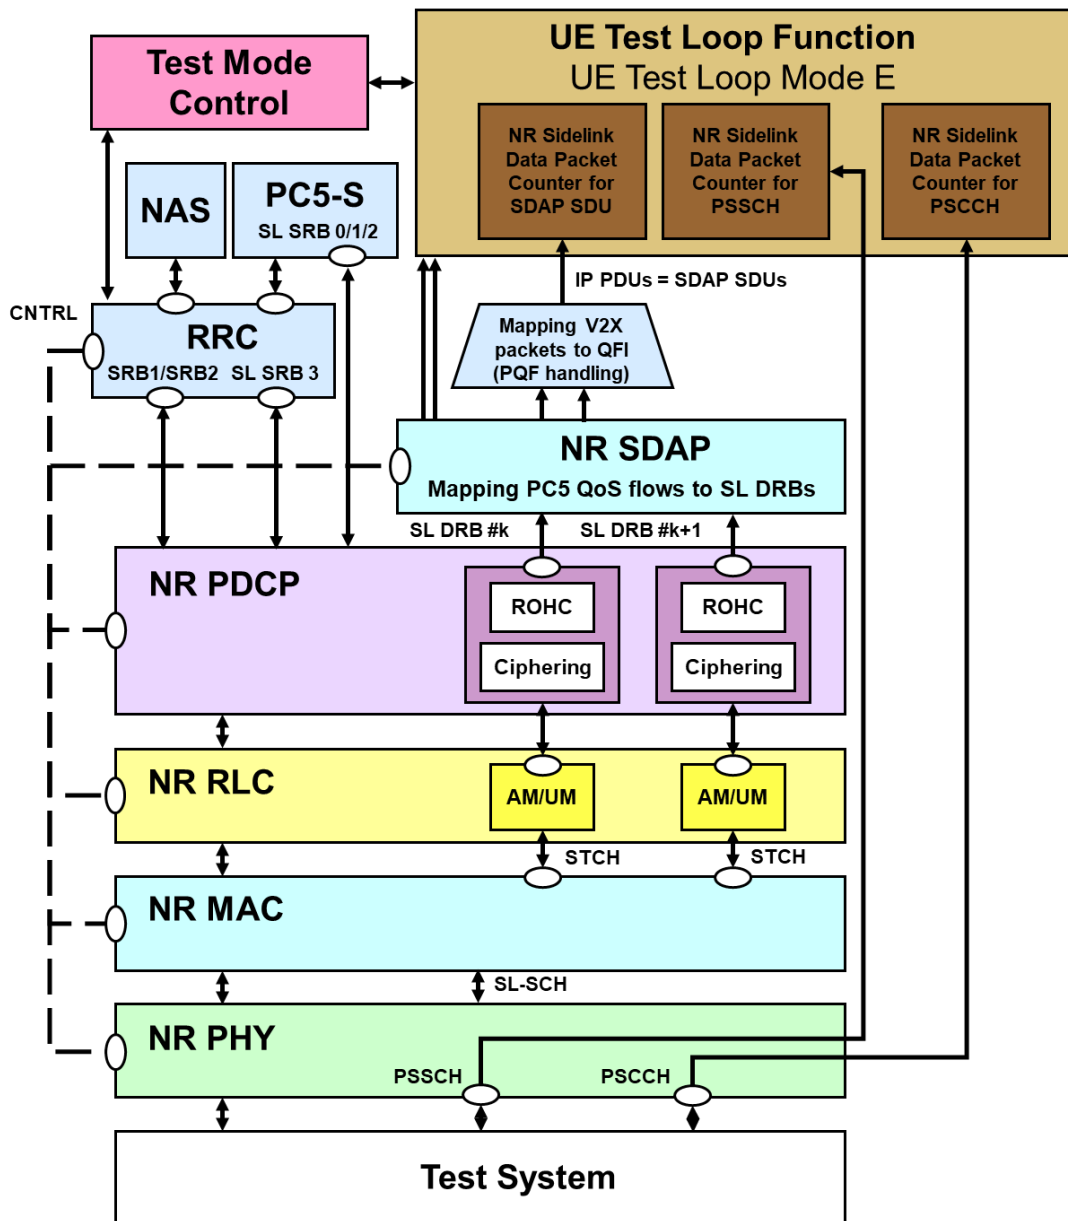 UE Test Loop Function
UE Test Loop Mode E
Test Mode
Control
NR Sidelink
Data Packet
Counter for
SDAP SDU
NR Sidelink
Data Packet
Counter for
PSSCH
NR Sidelink
Data Packet
Counter for
PSCCH
NAS
PC5-S
SL SRB 0/1/2
IP PDUs = SDAP SDUs
CNTRL
RRC
SRB1/SRB2
SL SRB 3
Mapping V2X
packets to QFI
(PQF handling)
NR SDAP
Mapping PC5 QoS flows to SL DRBs
SL DRB #k
SL DRB #k+1
NR PDCP
ROHC
ROHC
Ciphering
Ciphering
NR RLC
AM/UM
AM/UM
STCH
STCH
NR MAC
SL-SCH
NR PHY
PSSCH
PSCCH
Test System